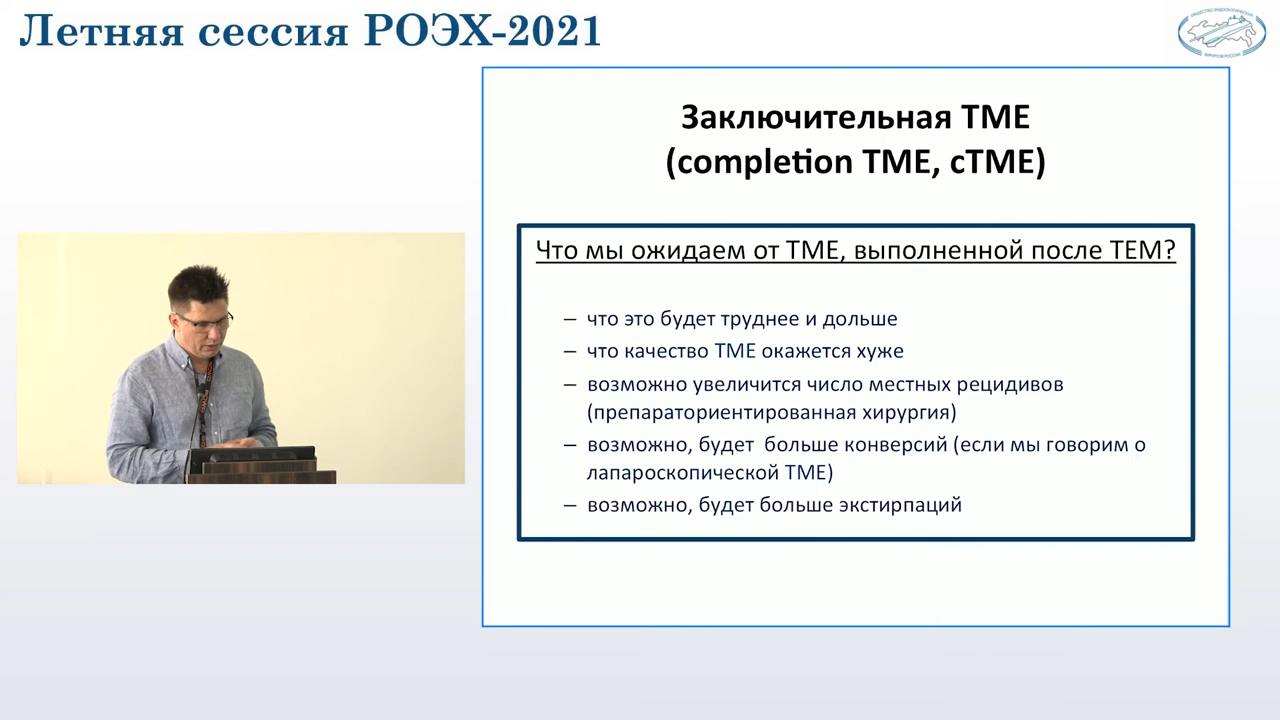 Летняя сессия РОЭХ-2021
Заключительная ТМЕ
(completion TME, cTME)
Что мы ожидаем от ТМЕ, выполненной после ТЕМ?
– что это будет труднее и дольше
– что качество ТМЕ окажется хуже
– возможно увеличится число местных рецидивов
(препараториентированная хирургия)
– возможно, будет больше конверсий (если мы говорим о
лапароскопической ТМЕ)
– возможно, будет больше экстирпаций